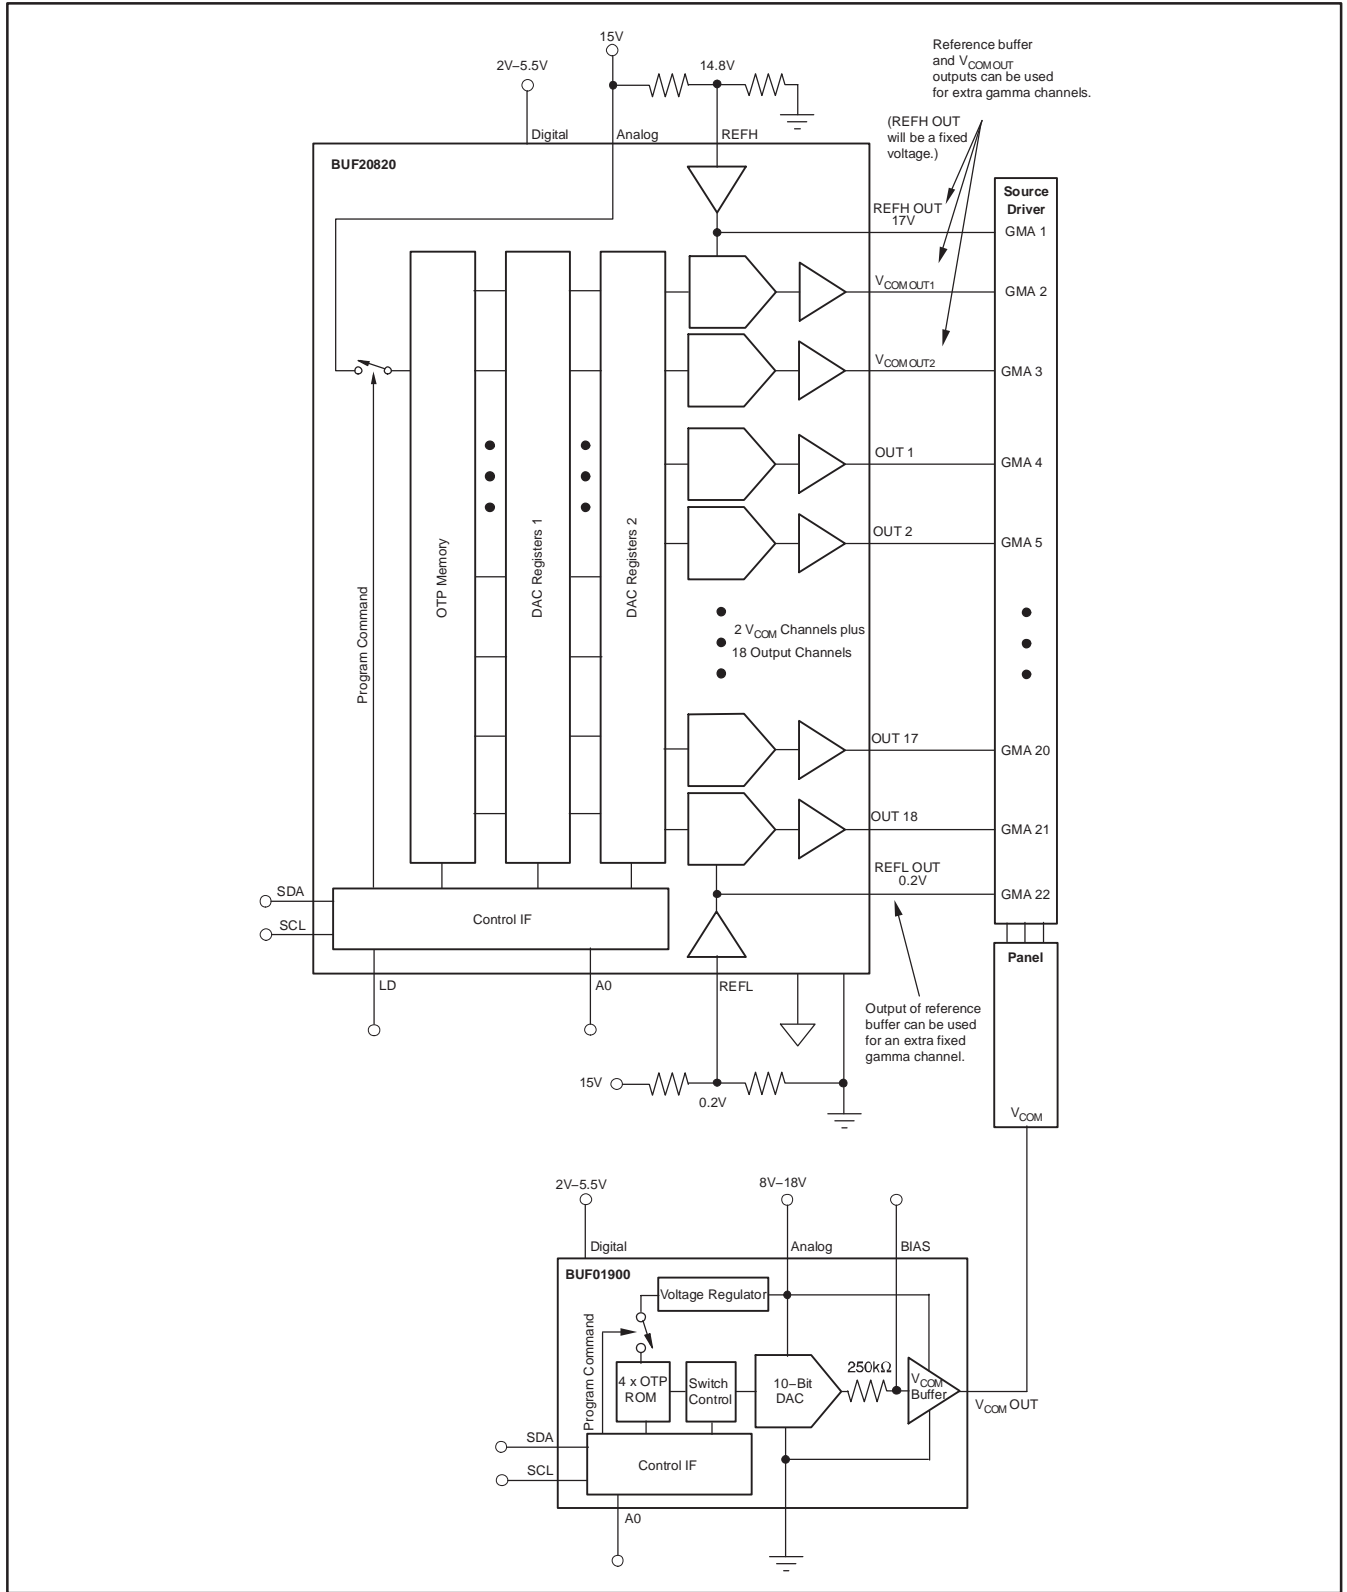 15V
2V–5.5V
14.8V
Reference buffer
and VCOM OUT
outputs can be used
for extra gamma channels.
(REFH OUT
will be a fixed
voltage.)
Digital
Analog
REFH
BUF20820
Source
Driver
REFH OUT
17V
GMA 1
VCOM OUT1
GMA 2
VCOM OUT2
GMA 3
OUT 1
GMA 4
OUT 2
GMA 5
Program Command
OTP Memory
DAC Registers 1
DAC Registers 2
2 VCOM Channels plus
18 Output Channels
OUT 17
GMA 20
OUT 18
GMA 21
REFL OUT
0.2V
GMA 22
SDA
SCL
Control IF
Panel
LD
A0
REFL
Output of reference
buffer can be used
for an extra fixed
gamma channel.
15V
0.2V
VCOM
2V–5.5V
8V–18V
Digital
Analog
BIAS
BUF01900
Voltage Regulator
Program Command
4 x OTP
ROM
Switch
Control
10–Bit
DAC
250kΩ
VCOM
Buffer
VCOM OUT
SDA
SCL
Control IF
A0